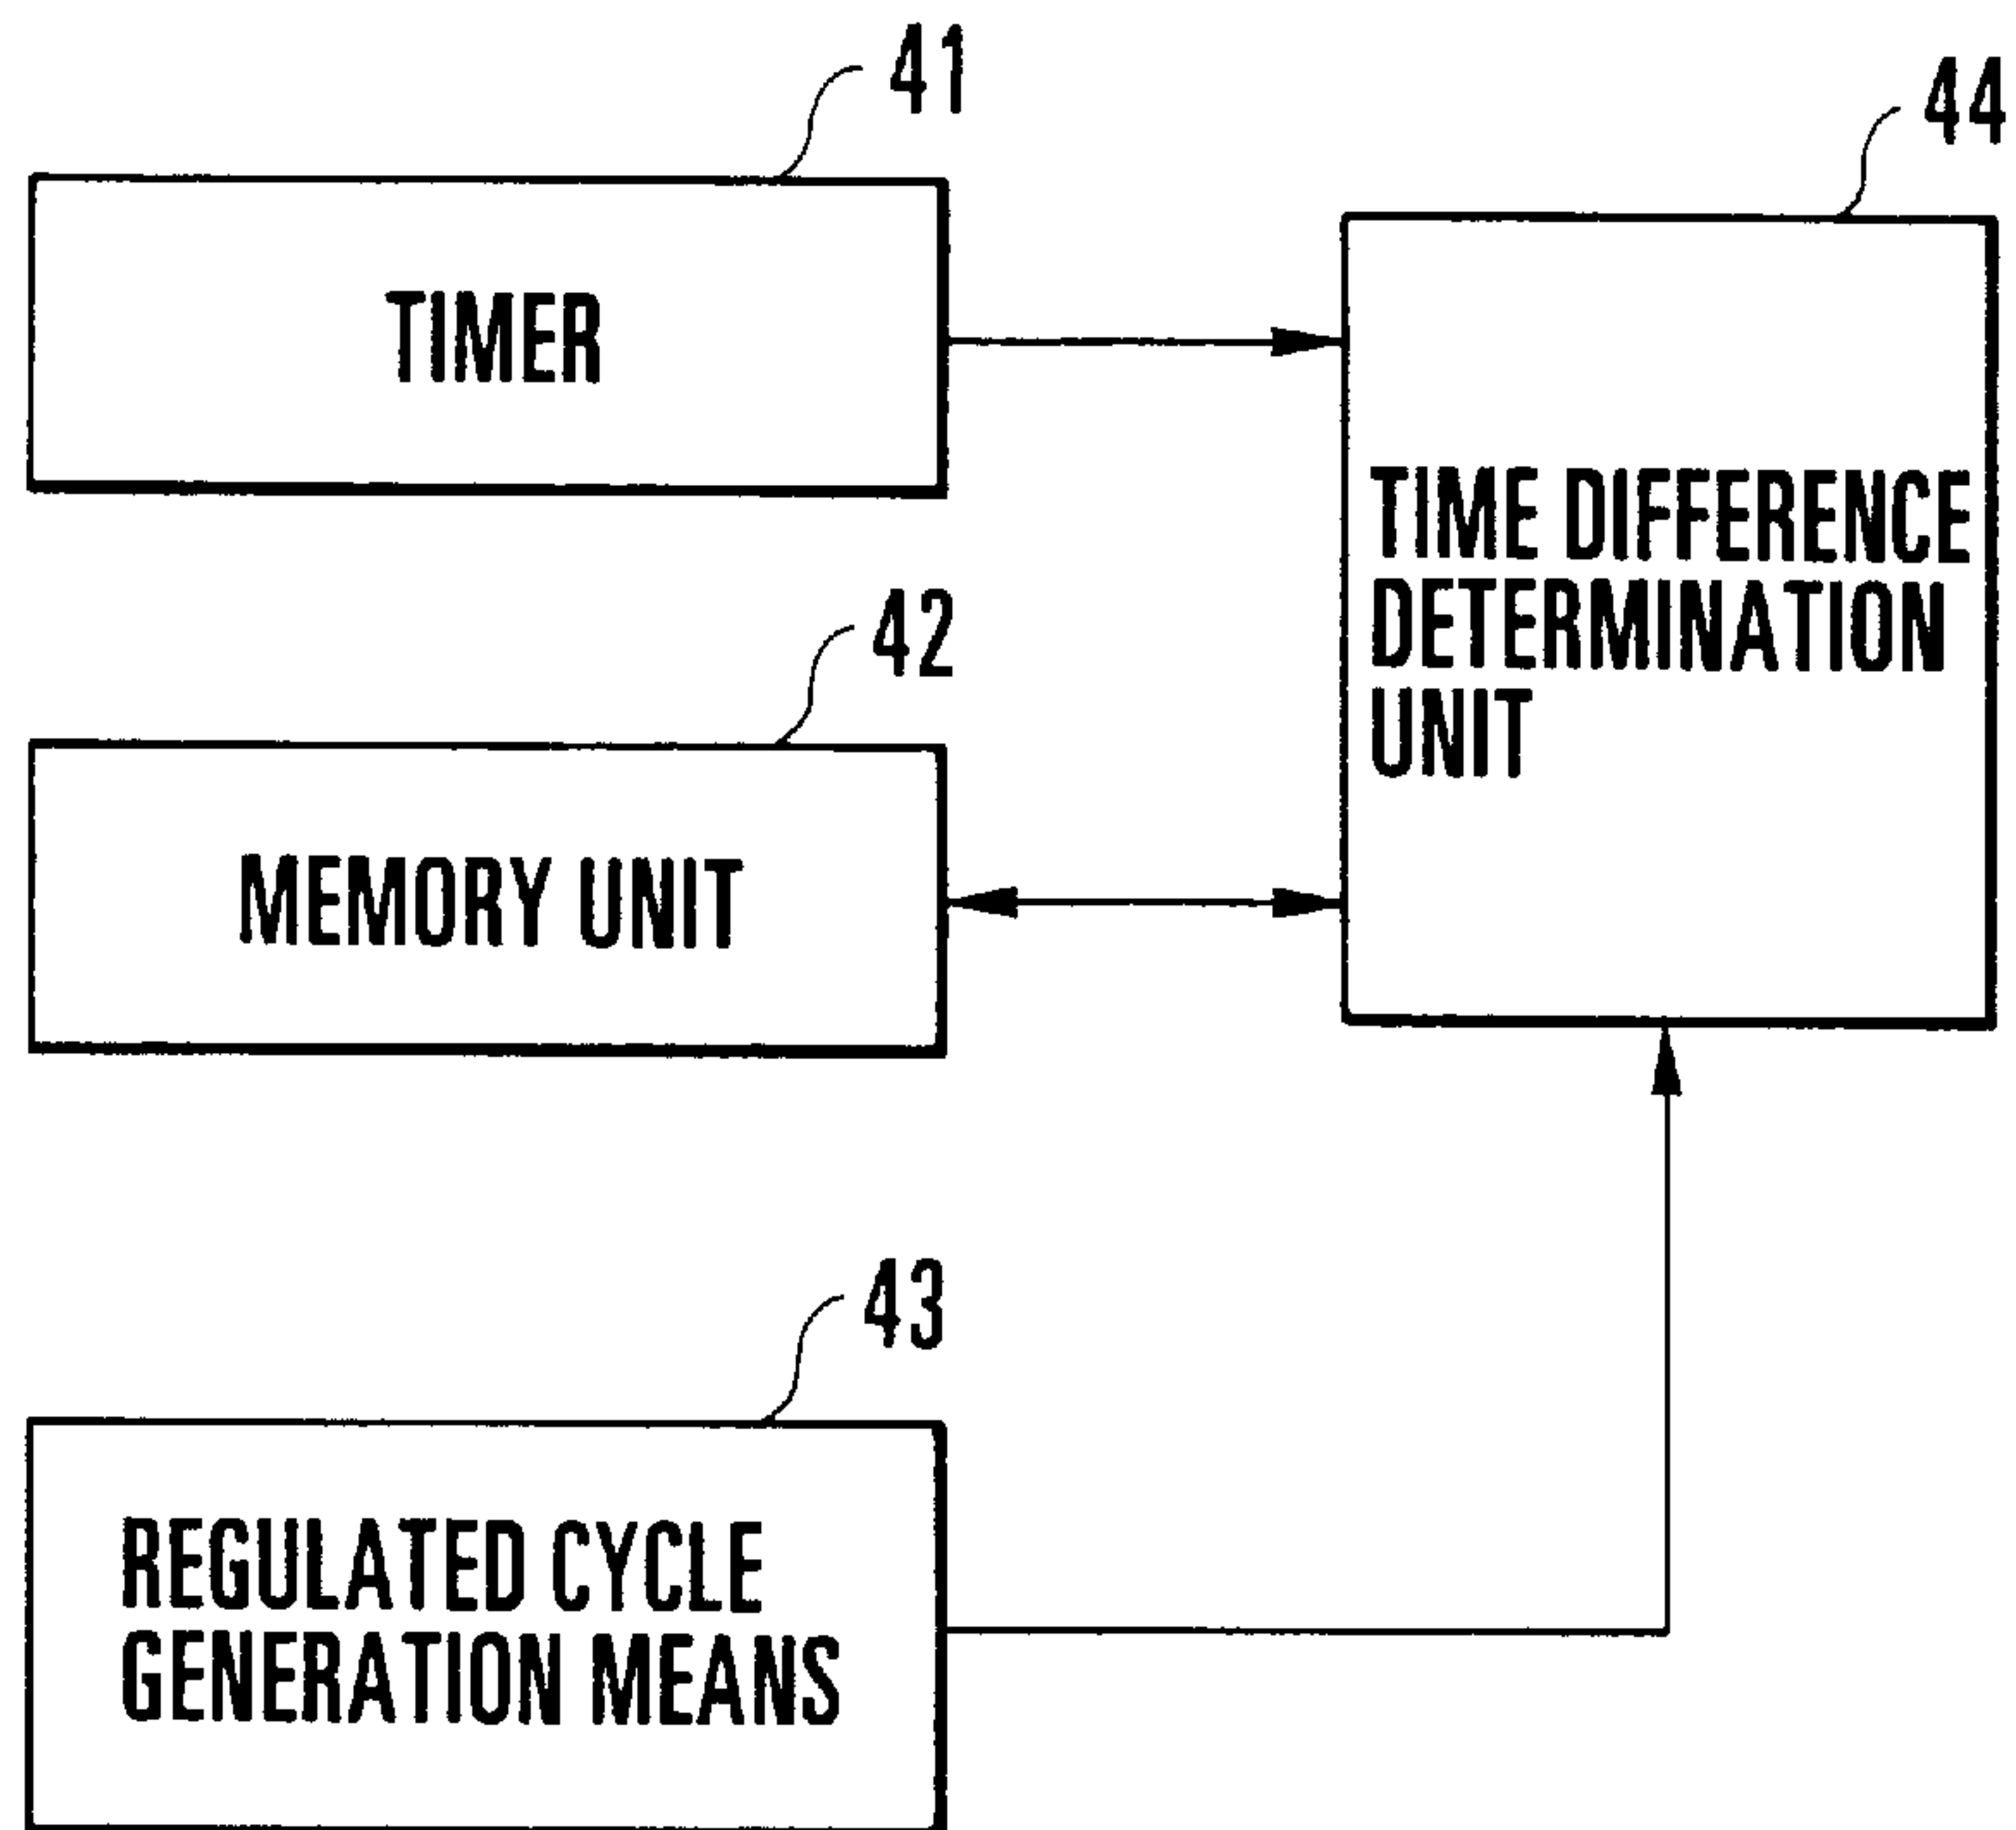 41
TIMER
44
TIME DIFFERENCE
DETERMINATION
UNIT
42
MEMORY UNIT
43
REGULATED CYCLE
GENERATION MEANS